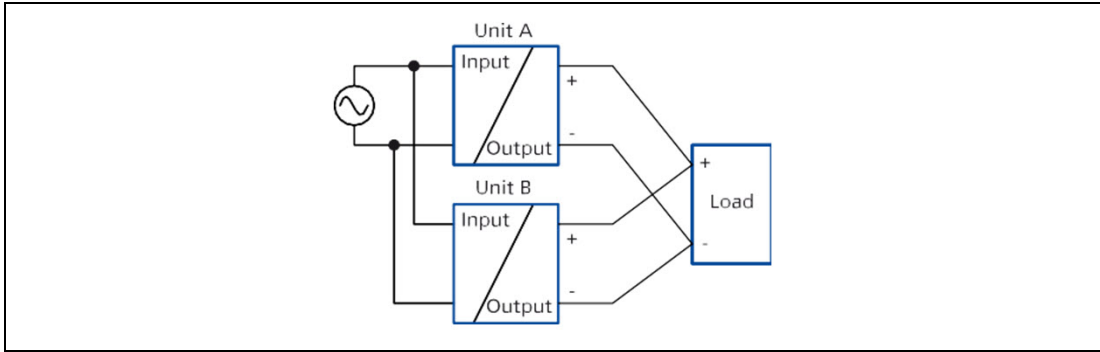 Unit A
Input
+
-
Output
Unit B
Input
+
-
Output
+
Load
-